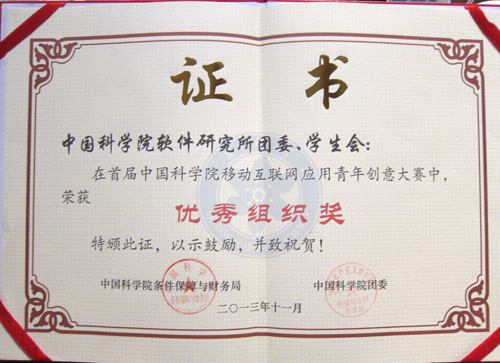 证书
中国科学院软件研究所团委、学生会:
在首届中国科学院移动互联网应用青年创意大赛中,
荣获
优秀组织奖
特颁此证,以示鼓励,并致祝贺!
中国科学院条件保障与财务局 中国科学院团委
二〇一三年十一月